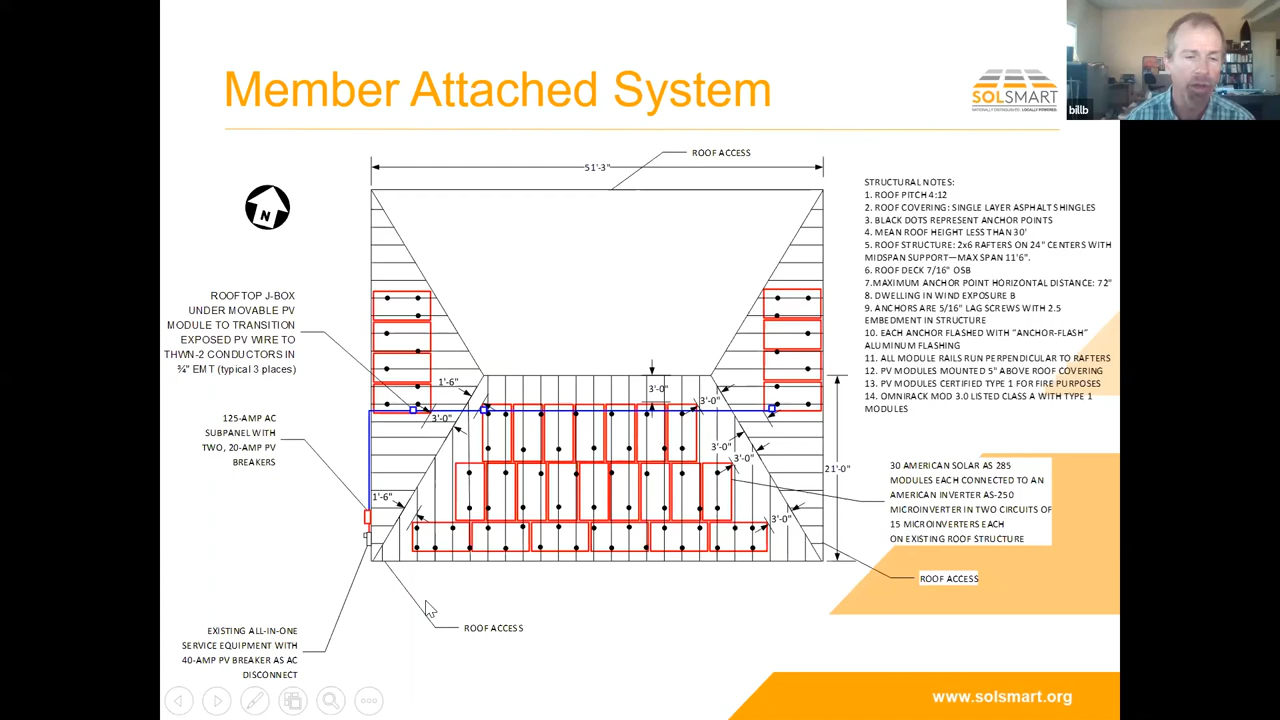 Member Attached System
SOLSMART
NATIONALLY DISTINGUISHED. LOCALLY POWERED.
billb
ROOF ACCESS
51'-3"
N
STRUCTURAL NOTES:
1. ROOF PITCH 4:12
2. ROOF COVERING: SINGLE LAYER ASPHALT SHINGLES
3. BLACK DOTS REPRESENT ANCHOR POINTS
4. MEAN ROOF HEIGHT LESS THAN 30'
5. ROOF STRUCTURE: 2x6 RAFTERS ON 24" CENTERS WITH
MIDSPAN SUPPORT—MAX SPAN 11'6".
6. ROOF DECK 7/16" OSB
7.MAXIMUM ANCHOR POINT HORIZONTAL DISTANCE: 72"
8. DWELLING IN WIND EXPOSURE B
9. ANCHORS ARE 5/16" LAG SCREWS WITH 2.5
EMBEDMENT IN STRUCTURE
10. EACH ANCHOR FLASHED WITH "ANCHOR-FLASH"
ALUMINUM FLASHING
11. ALL MODULE RAILS RUN PERPENDICULAR TO RAFTERS
12. PV MODULES MOUNTED 5" ABOVE ROOF COVERING
13. PV MODULES CERTIFIED TYPE 1 FOR FIRE PURPOSES
14. OMNIRACK MOD 3.0 LISTED CLASS A WITH TYPE 1
MODULES
ROOFTOP J-BOX
UNDER MOVABLE PV
MODULE TO TRANSITION
EXPOSED PV WIRE TO
THWN-2 CONDUCTORS IN
¾" EMT (typical 3 places)
1'-6"
3'-0"
3'-0"
3'-0"
3'-0"
3'-0"
21'-0"
125-AMP AC
SUBPANEL WITH
TWO, 20-AMP PV
BREAKERS
1'-6"
3'-0"
30 AMERICAN SOLAR AS 285
MODULES EACH CONNECTED TO AN
AMERICAN INVERTER AS-250
MICROINVERTER IN TWO CIRCUITS OF
15 MICROINVERTERS EACH
ON EXISTING ROOF STRUCTURE
ROOF ACCESS
ROOF ACCESS
EXISTING ALL-IN-ONE
SERVICE EQUIPMENT WITH
40-AMP PV BREAKER AS AC
DISCONNECT
www.solsmart.org